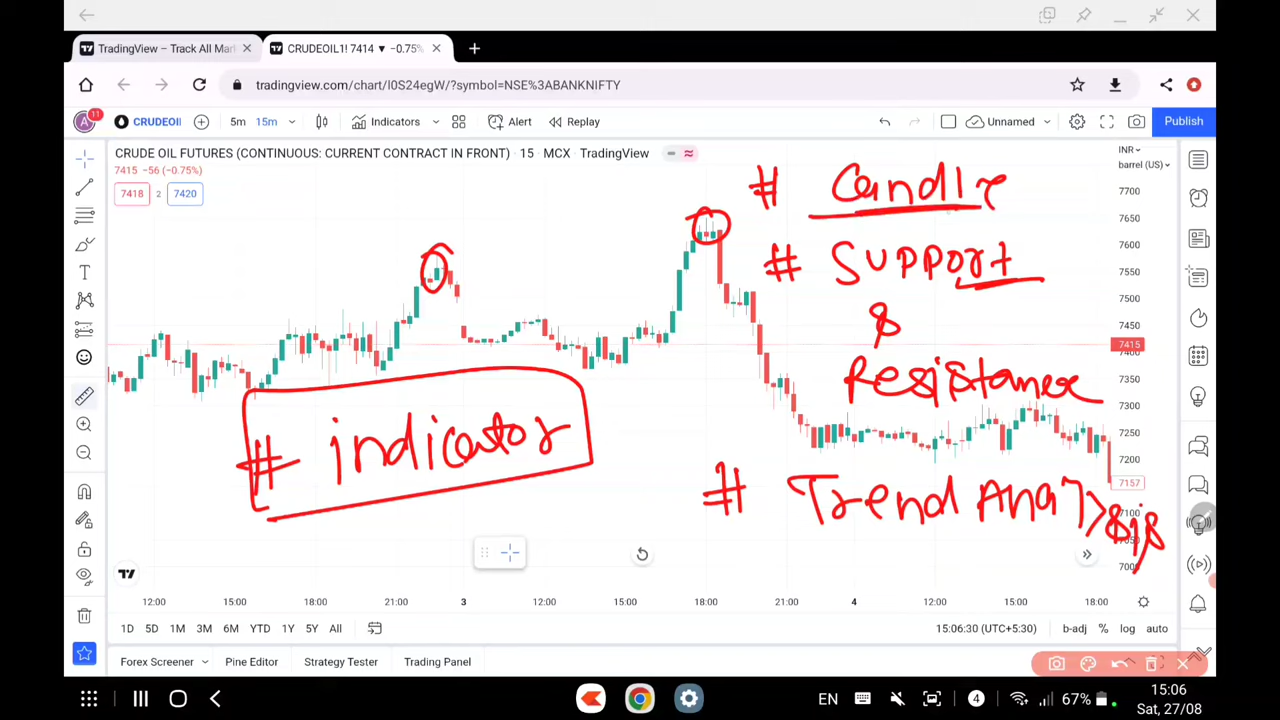 TradingView – Track All Mark
CRUDEOIL1! 7414 ▼ −0.75%
tradingview.com/chart/I0S24egW/?symbol=NSE%3ABANKNIFTY
A 11 CRUDEOI 5m 15m Indicators Alert Replay Unnamed Publish
CRUDE OIL FUTURES (CONTINUOUS: CURRENT CONTRACT IN FRONT) 15 MCX TradingView
INR
barrel (US)
7415 −56 (−0.75%)
7418 2 7420
7700
7650
7600
7550
7500
7450
7415
7400
7350
7300
7250
7200
7157
7100
7050
7000
# Candle
# Support
&
Resistance
# indicator
# Trend Analysis
12:00 15:00 18:00 21:00 3 12:00 15:00 18:00 21:00 4 12:00 15:00 18:00
1D 5D 1M 3M 6M YTD 1Y 5Y All 15:06:30 (UTC+5:30) b-adj % log auto
Forex Screener Pine Editor Strategy Tester Trading Panel
EN 4 67% 15:06
Sat, 27/08